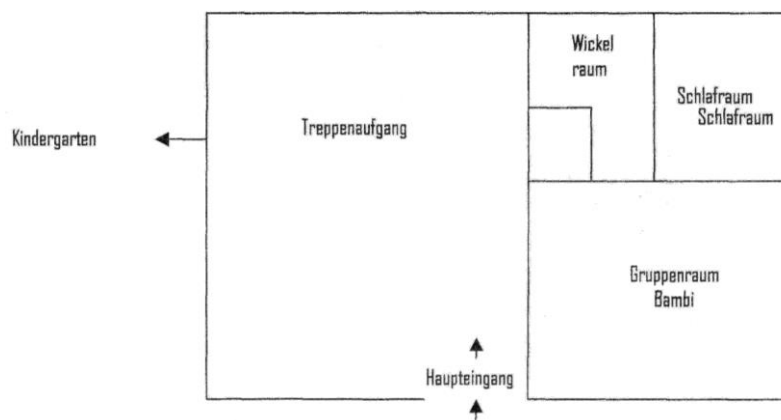 Wickel
raum
Schlafraum
Schlafraum
Kindergarten
Treppenaufgang
Gruppenraum
Bambi
Haupteingang